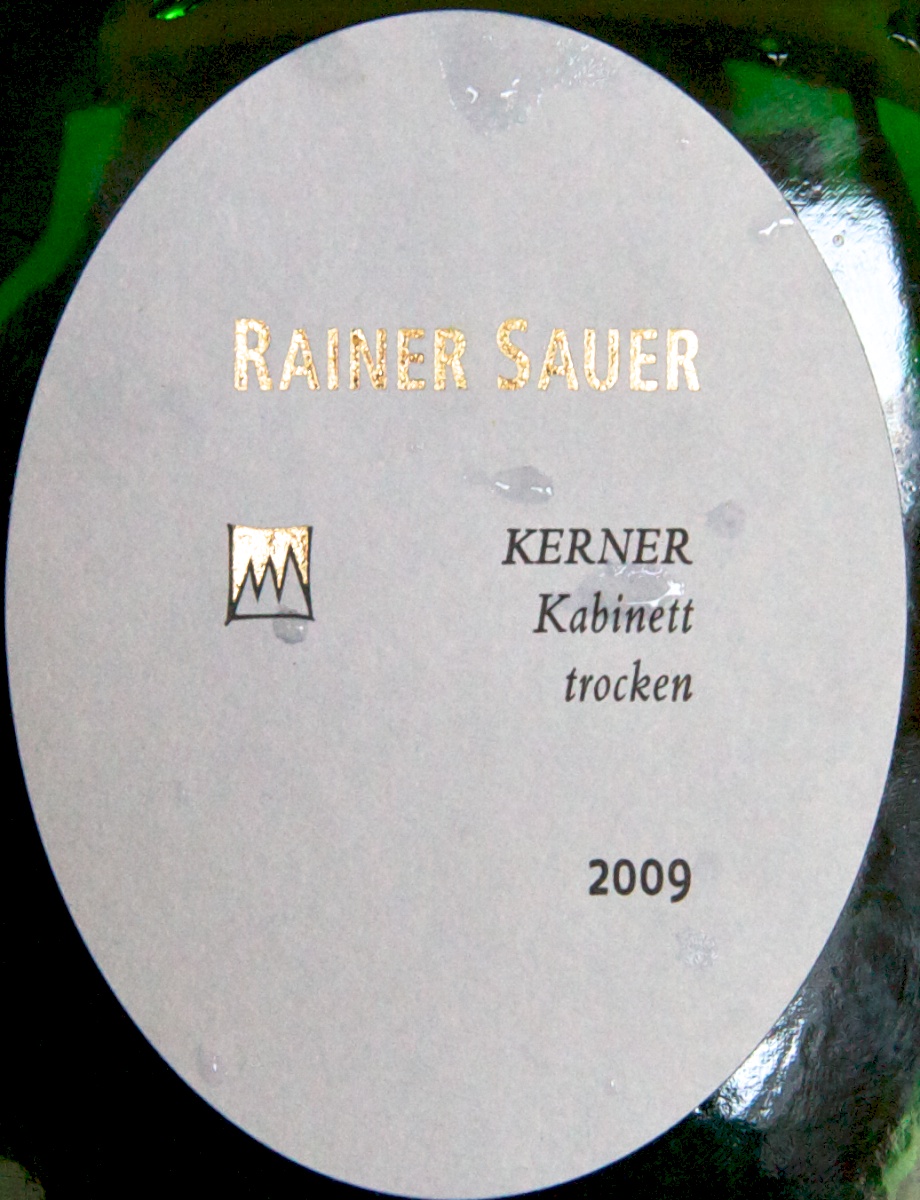 RAINER SAUER
KERNER
Kabinett
trocken
2009